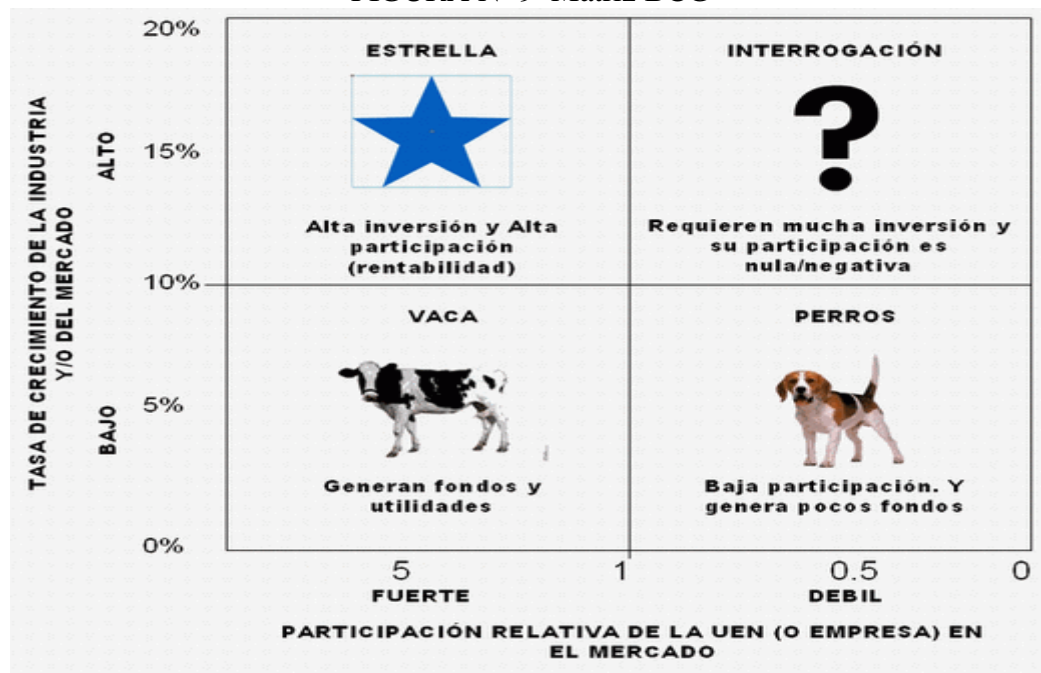 20%
ESTRELLA
INTERROGACIÓN
15%
ALTO
Alta inversión y Alta
participación
(rentabilidad)
Requieren mucha inversión y
su participación es
nula/negativa
TASA DE CRECIMIENTO DE LA INDUSTRIA
Y/O DEL MERCADO
10%
VACA
PERROS
5%
BAJO
Generan fondos y
utilidades
Baja participación. Y
genera pocos fondos
0%
5 1 0.5 0
FUERTE DEBIL
PARTICIPACIÓN RELATIVA DE LA UEN (O EMPRESA) EN
EL MERCADO